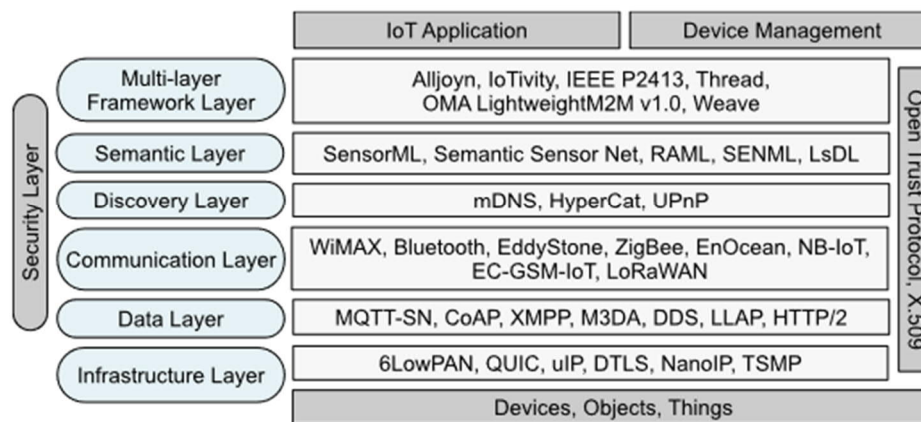 IoT Application
Device Management
Multi-layer
Framework Layer
Alljoyn, IoTivity, IEEE P2413, Thread,
OMA LightweightM2M v1.0, Weave
Security Layer
Semantic Layer
SensorML, Semantic Sensor Net, RAML, SENML, LsDL
Discovery Layer
mDNS, HyperCat, UPnP
Communication Layer
WiMAX, Bluetooth, EddyStone, ZigBee, EnOcean, NB-IoT,
EC-GSM-IoT, LoRaWAN
Data Layer
MQTT-SN, CoAP, XMPP, M3DA, DDS, LLAP, HTTP/2
Infrastructure Layer
6LowPAN, QUIC, uIP, DTLS, NanoIP, TSMP
Open Trust Protocol, X.509
Devices, Objects, Things